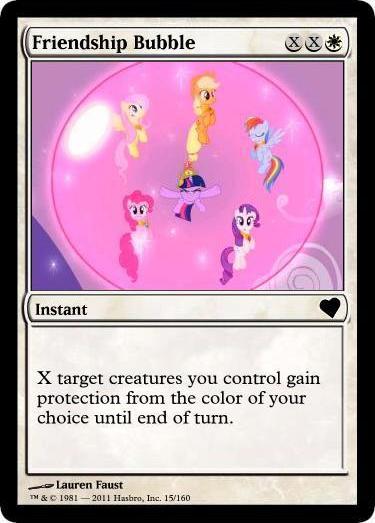 Friendship Bubble XX
Instant
X target creatures you control gain
protection from the color of your
choice until end of turn.
Lauren Faust
™ & © 1981 — 2011 Hasbro, Inc. 15/160